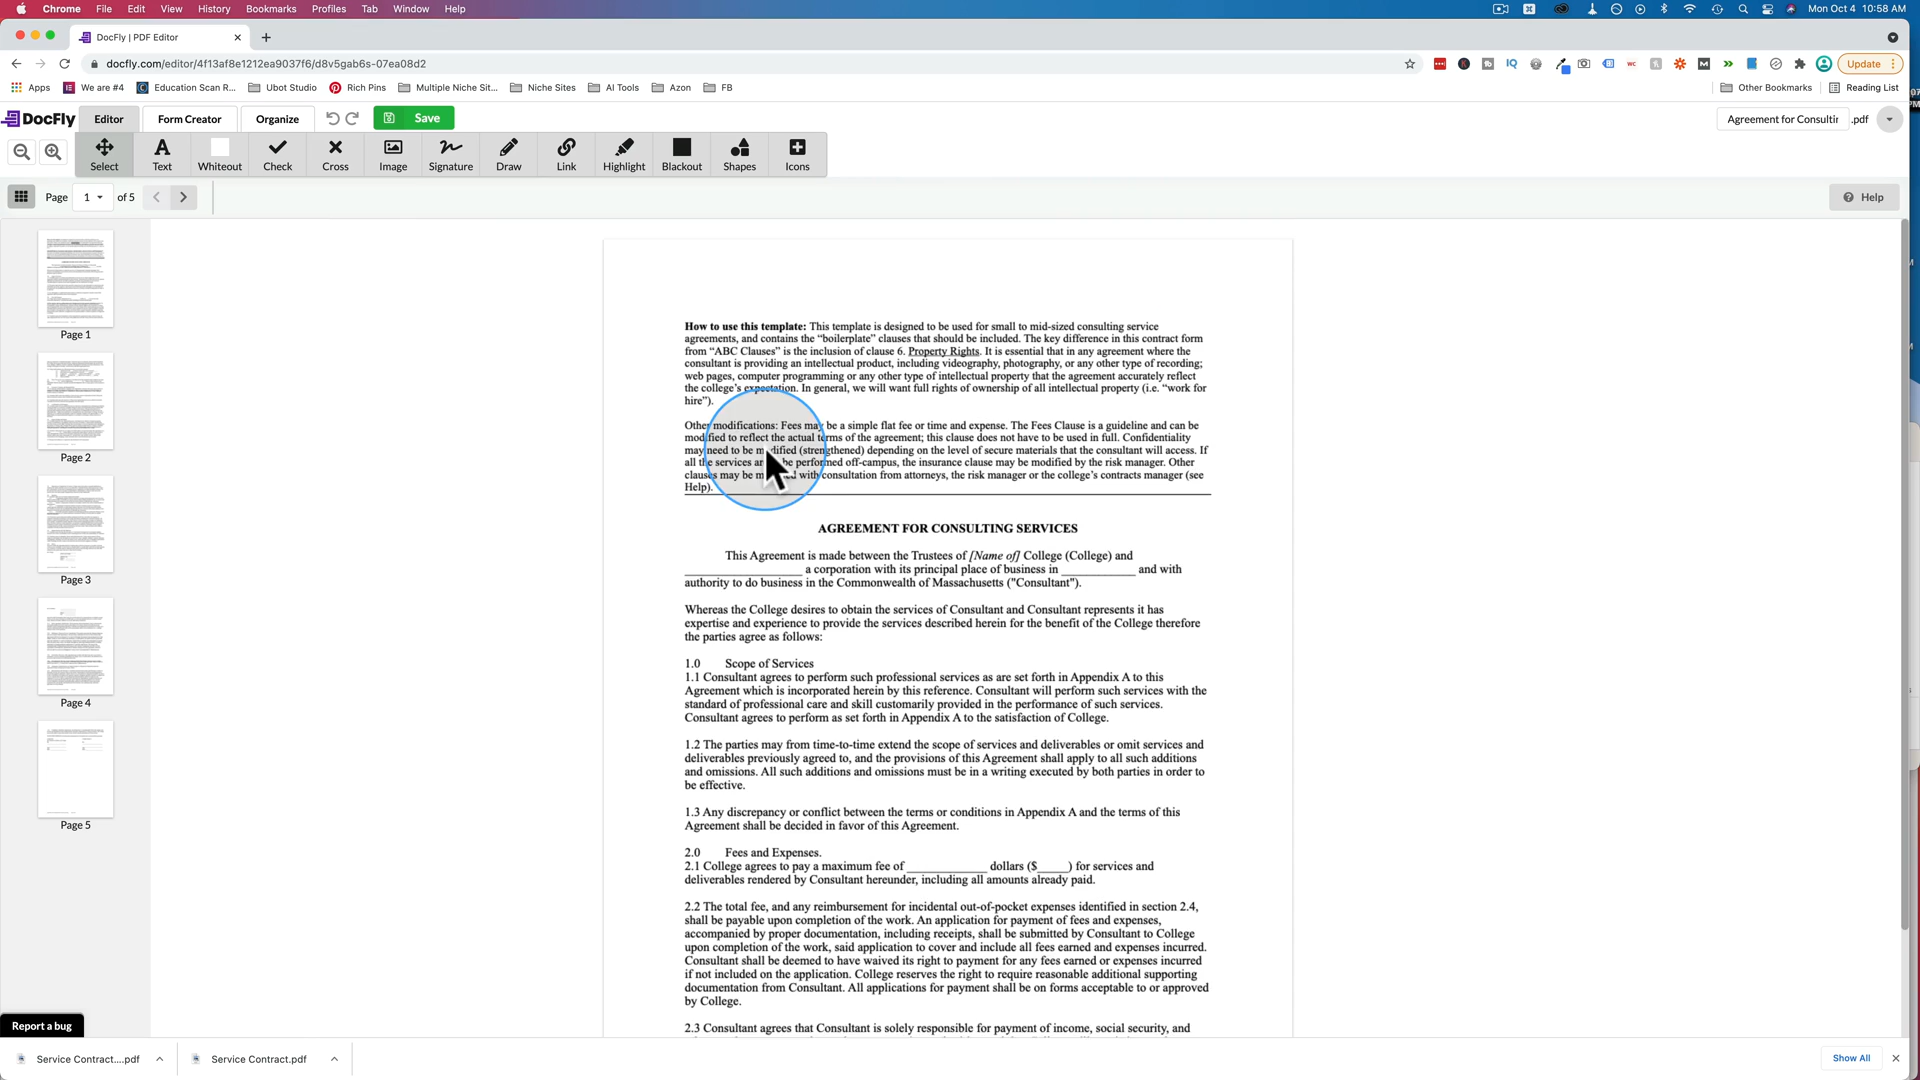 Chrome File Edit View History Bookmarks Profiles Tab Window Help Mon Oct 4 10:58 AM
DocFly | PDF Editor
docfly.com/editor/4f13af8e1212ea9037f6/d8v5gab6s-07ea08d2 Update
Apps We are #4 Education Scan R... Ubot Studio Rich Pins Multiple Niche Sit... Niche Sites AI Tools Azon FB Other Bookmarks Reading List
DocFly Editor Form Creator Organize Save Agreement for Consultin .pdf
Select Text Whiteout Check Cross Image Signature Draw Link Highlight Blackout Shapes Icons
Page 1 of 5 Help
Page 1
Page 2
Page 3
Page 4
Page 5
How to use this template: This template is designed to be used for small to mid-sized consulting service
agreements, and contains the “boilerplate” clauses that should be included. The key difference in this contract form
from “ABC Clauses” is the inclusion of clause 6. Property Rights. It is essential that in any agreement where the
consultant is providing an intellectual product, including videography, photography, or any other type of recording;
web pages, computer programming or any other type of intellectual property that the agreement accurately reflect
the college’s expectation. In general, we will want full rights of ownership of all intellectual property (i.e. “work for
hire”).
Other modifications: Fees may be a simple flat fee or time and expense. The Fees Clause is a guideline and can be
modified to reflect the actual terms of the agreement; this clause does not have to be used in full. Confidentiality
may need to be modified (strengthened) depending on the level of secure materials that the consultant will access. If
all the services are be performed off-campus, the insurance clause may be modified by the risk manager. Other
clauses may be with consultation from attorneys, the risk manager or the college’s contracts manager (see
Help).
AGREEMENT FOR CONSULTING SERVICES
This Agreement is made between the Trustees of [Name of] College (College) and
____________________ a corporation with its principal place of business in ____________ and with
authority to do business in the Commonwealth of Massachusetts ("Consultant").
Whereas the College desires to obtain the services of Consultant and Consultant represents it has
expertise and experience to provide the services described herein for the benefit of the College therefore
the parties agree as follows:
1.0 Scope of Services
1.1 Consultant agrees to perform such professional services as are set forth in Appendix A to this
Agreement which is incorporated herein by this reference. Consultant will perform such services with the
standard of professional care and skill customarily provided in the performance of such services.
Consultant agrees to perform as set forth in Appendix A to the satisfaction of College.
1.2 The parties may from time-to-time extend the scope of services and deliverables or omit services and
deliverables previously agreed to, and the provisions of this Agreement shall apply to all such additions
and omissions. All such additions and omissions must be in a writing executed by both parties in order to
be effective.
1.3 Any discrepancy or conflict between the terms or conditions in Appendix A and the terms of this
Agreement shall be decided in favor of this Agreement.
2.0 Fees and Expenses.
2.1 College agrees to pay a maximum fee of _____________ dollars ($_____) for services and
deliverables rendered by Consultant hereunder, including all amounts already paid.
2.2 The total fee, and any reimbursement for incidental out-of-pocket expenses identified in section 2.4,
shall be payable upon completion of the work. An application for payment of fees and expenses,
accompanied by proper documentation, including receipts, shall be submitted by Consultant to College
upon completion of the work, said application to cover and include all fees earned and expenses incurred.
Consultant shall be deemed to have waived its right to payment for any fees earned or expenses incurred
if not included on the application. College reserves the right to require reasonable additional supporting
documentation from Consultant. All applications for payment shall be on forms acceptable to or approved
by College.
2.3 Consultant agrees that Consultant is solely responsible for payment of income, social security, and
Report a bug
Service Contract....pdf Service Contract.pdf Show All